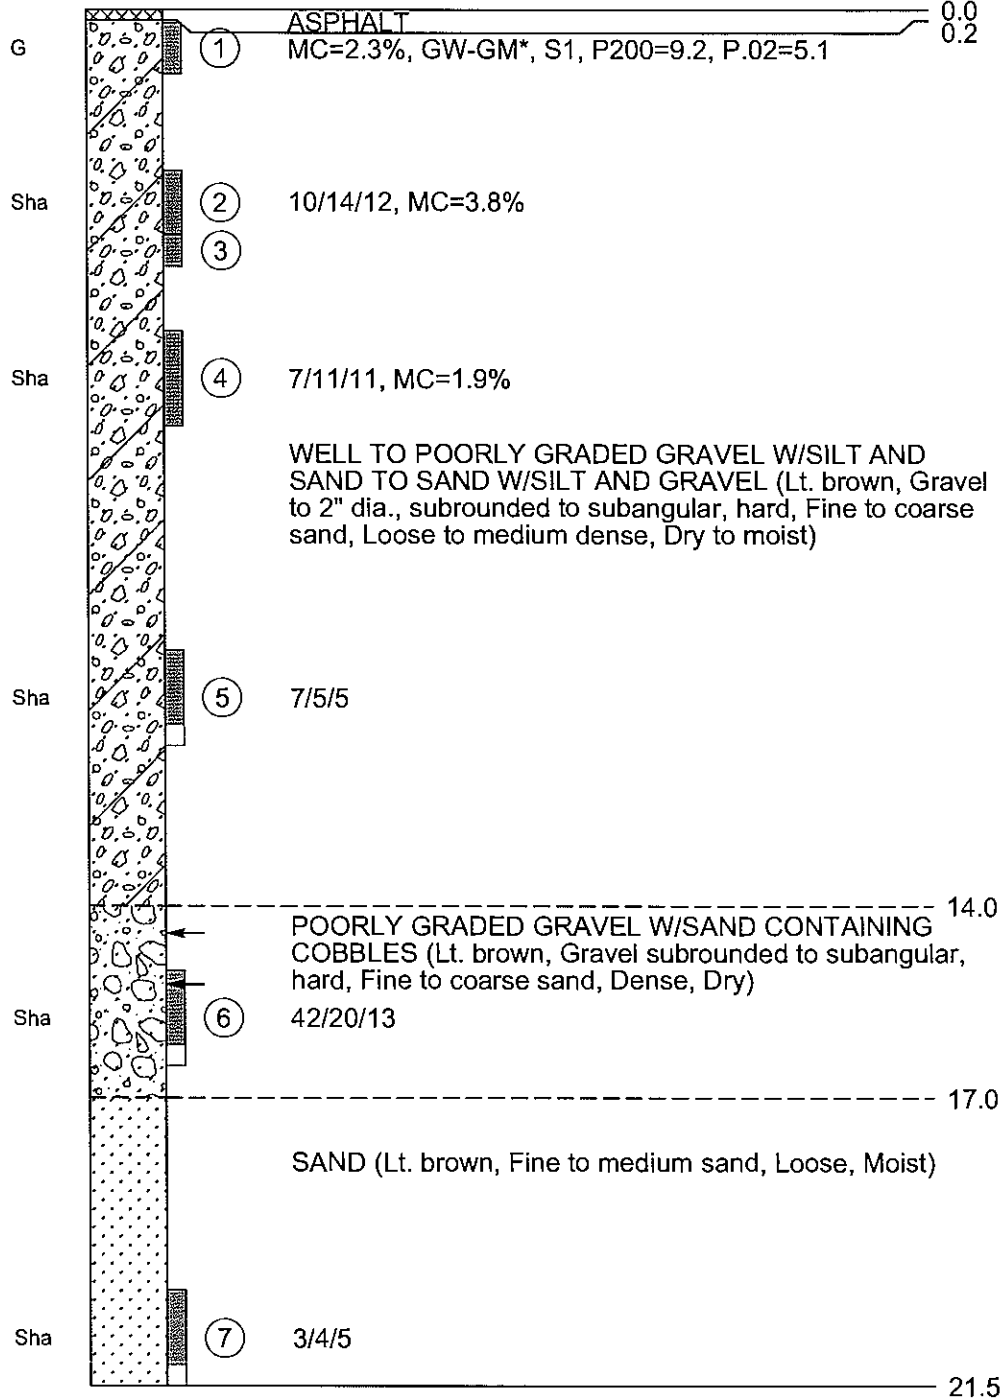 0.0
ASPHALT
0.2
G 1 MC=2.3%, GW-GM*, S1, P200=9.2, P.02=5.1
Sha 2 10/14/12, MC=3.8%
3
Sha 4 7/11/11, MC=1.9%
WELL TO POORLY GRADED GRAVEL W/SILT AND
SAND TO SAND W/SILT AND GRAVEL (Lt. brown, Gravel
to 2" dia., subrounded to subangular, hard, Fine to coarse
sand, Loose to medium dense, Dry to moist)
Sha 5 7/5/5
14.0
POORLY GRADED GRAVEL W/SAND CONTAINING
COBBLES (Lt. brown, Gravel subrounded to subangular,
hard, Fine to coarse sand, Dense, Dry)
Sha 6 42/20/13
17.0
SAND (Lt. brown, Fine to medium sand, Loose, Moist)
Sha 7 3/4/5
21.5